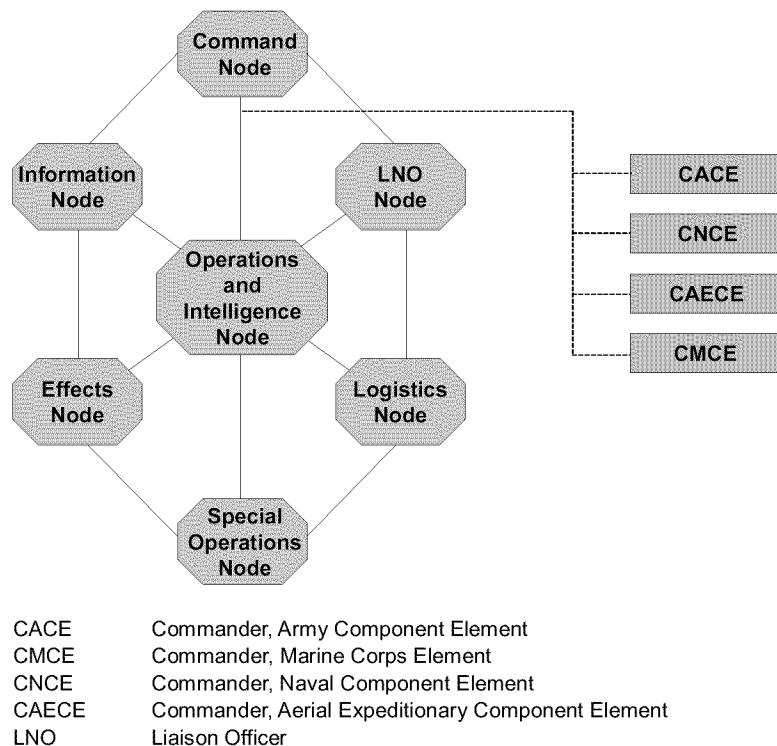 Command
Node
Information
Node
LNO
Node
Operations
and
Intelligence
Node
Effects
Node
Logistics
Node
Special
Operations
Node
CACE
CNCE
CAECE
CMCE
CACE Commander, Army Component Element
CMCE Commander, Marine Corps Element
CNCE Commander, Naval Component Element
CAECE Commander, Aerial Expeditionary Component Element
LNO Liaison Officer